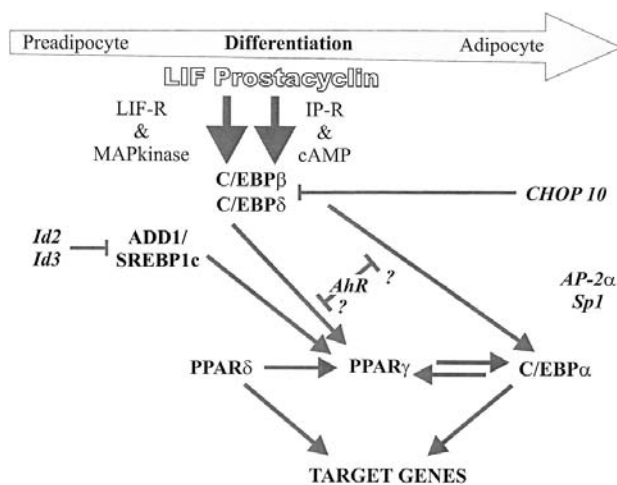 Preadipocyte Differentiation Adipocyte
LIF Prostacyclin
LIF-R
&
MAPkinase
IP-R
&
cAMP
C/EBPβ
C/EBPδ
CHOP 10
Id2
Id3
ADD1/
SREBP1c
AhR
?
?
AP-2α
Sp1
PPARδ
PPARγ
C/EBPα
TARGET GENES